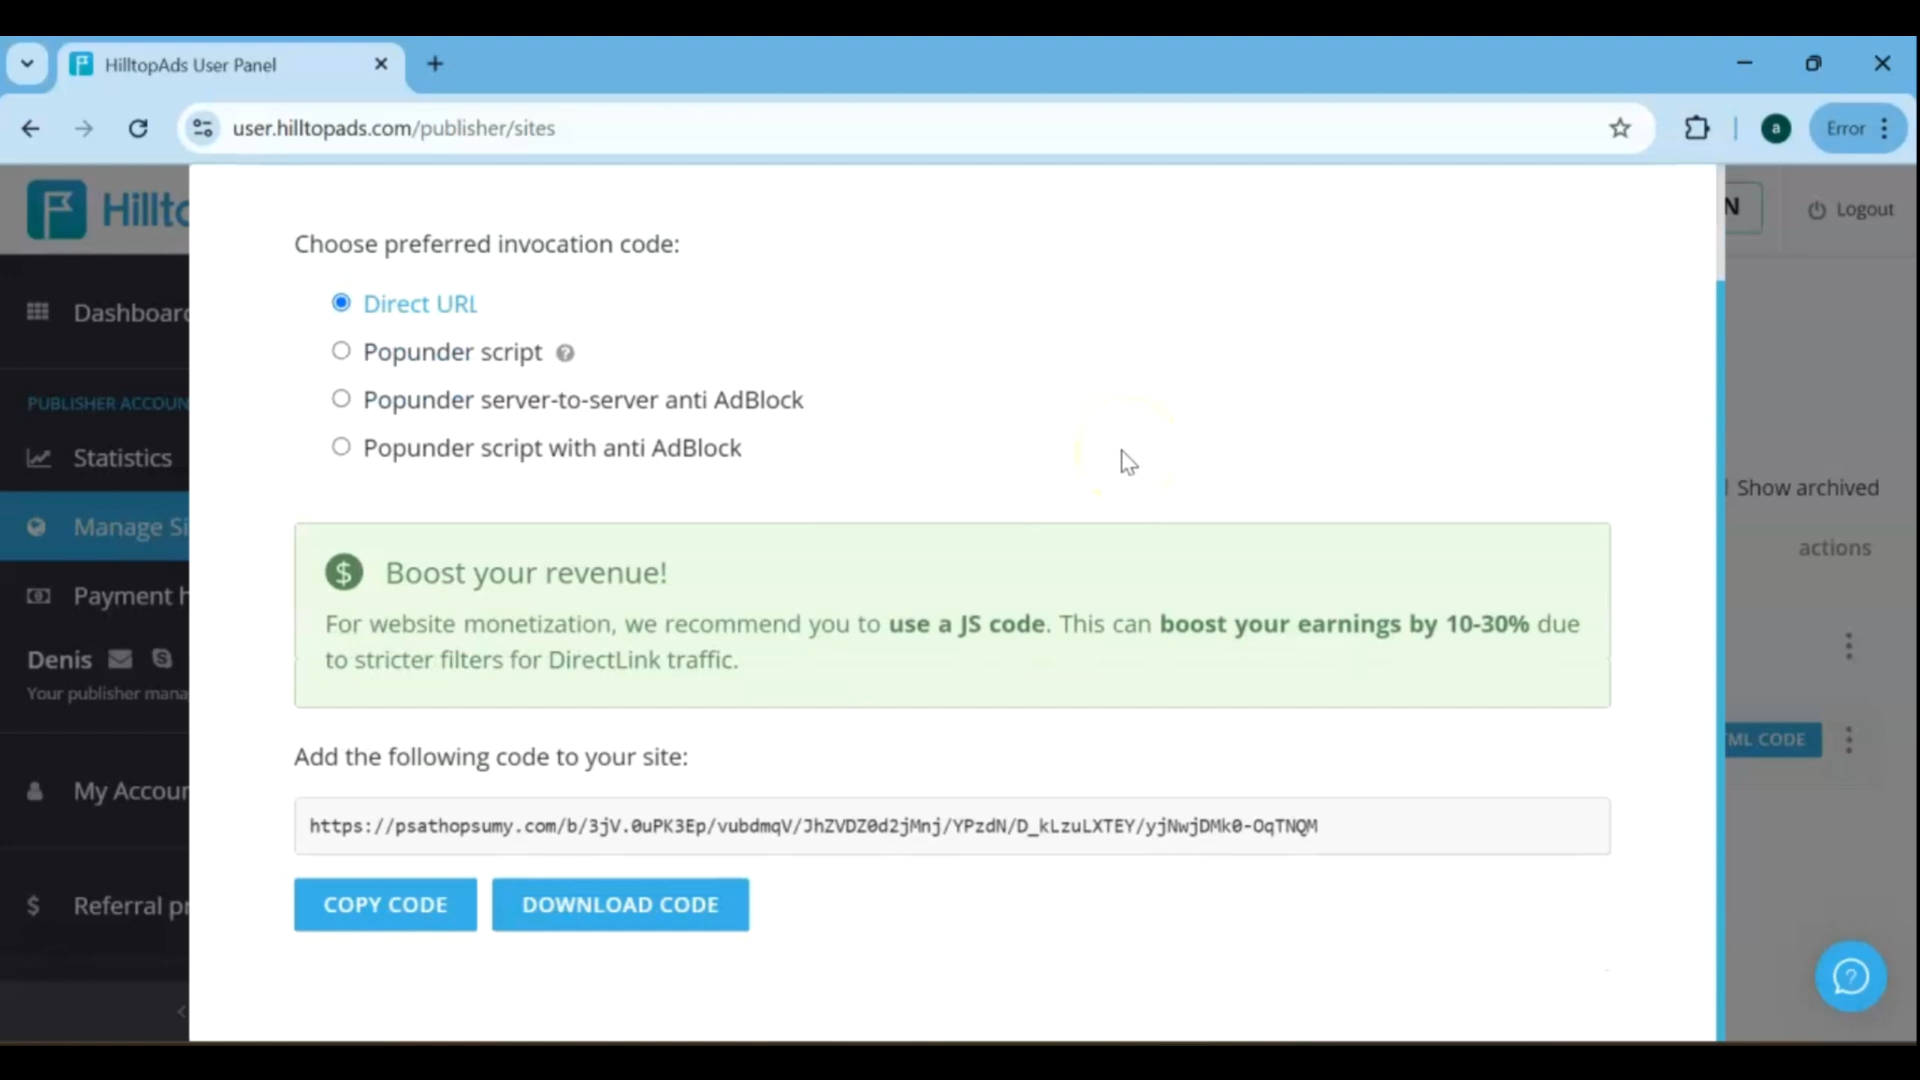 HilltopAds User Panel
user.hilltopads.com/publisher/sites
a
Error
Hillto
N
Logout
Dashboard
PUBLISHER ACCOUN
Statistics
Manage Si
Payment h
Denis
Your publisher mana
My Accour
Referral pr
Choose preferred invocation code:
Direct URL
Popunder script
Popunder server-to-server anti AdBlock
Popunder script with anti AdBlock
Boost your revenue!
For website monetization, we recommend you to use a JS code. This can boost your earnings by 10-30% due
to stricter filters for DirectLink traffic.
Add the following code to your site:
https://psathopsumy.com/b/3jV.0uPK3Ep/vubdmqV/JhZVDZ0d2jMnj/YPzdN/D_kLzuLXTEY/yjNwjDMk0-OqTNQM
COPY CODE
DOWNLOAD CODE
Show archived
actions
ML CODE